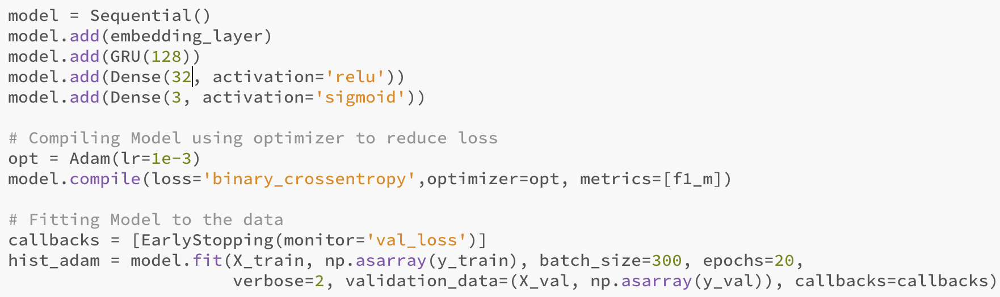 model = Sequential()
model.add(embedding_layer)
model.add(GRU(128))
model.add(Dense(32, activation='relu'))
model.add(Dense(3, activation='sigmoid'))
# Compiling Model using optimizer to reduce loss
opt = Adam(lr=1e-3)
model.compile(loss='binary_crossentropy',optimizer=opt, metrics=[f1_m])
# Fitting Model to the data
callbacks = [EarlyStopping(monitor='val_loss')]
hist_adam = model.fit(X_train, np.asarray(y_train), batch_size=300, epochs=20,
verbose=2, validation_data=(X_val, np.asarray(y_val)), callbacks=callbacks)